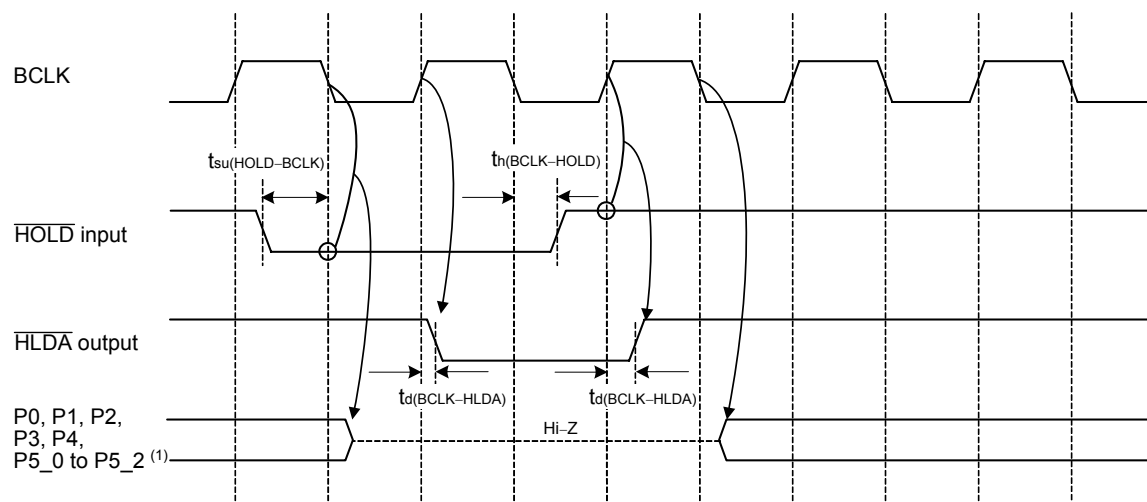 BCLK
tsu(HOLD–BCLK)
th(BCLK–HOLD)
HOLD input
HLDA output
td(BCLK–HLDA)
td(BCLK–HLDA)
P0, P1, P2,
P3, P4,
P5_0 to P5_2 (1)
Hi–Z